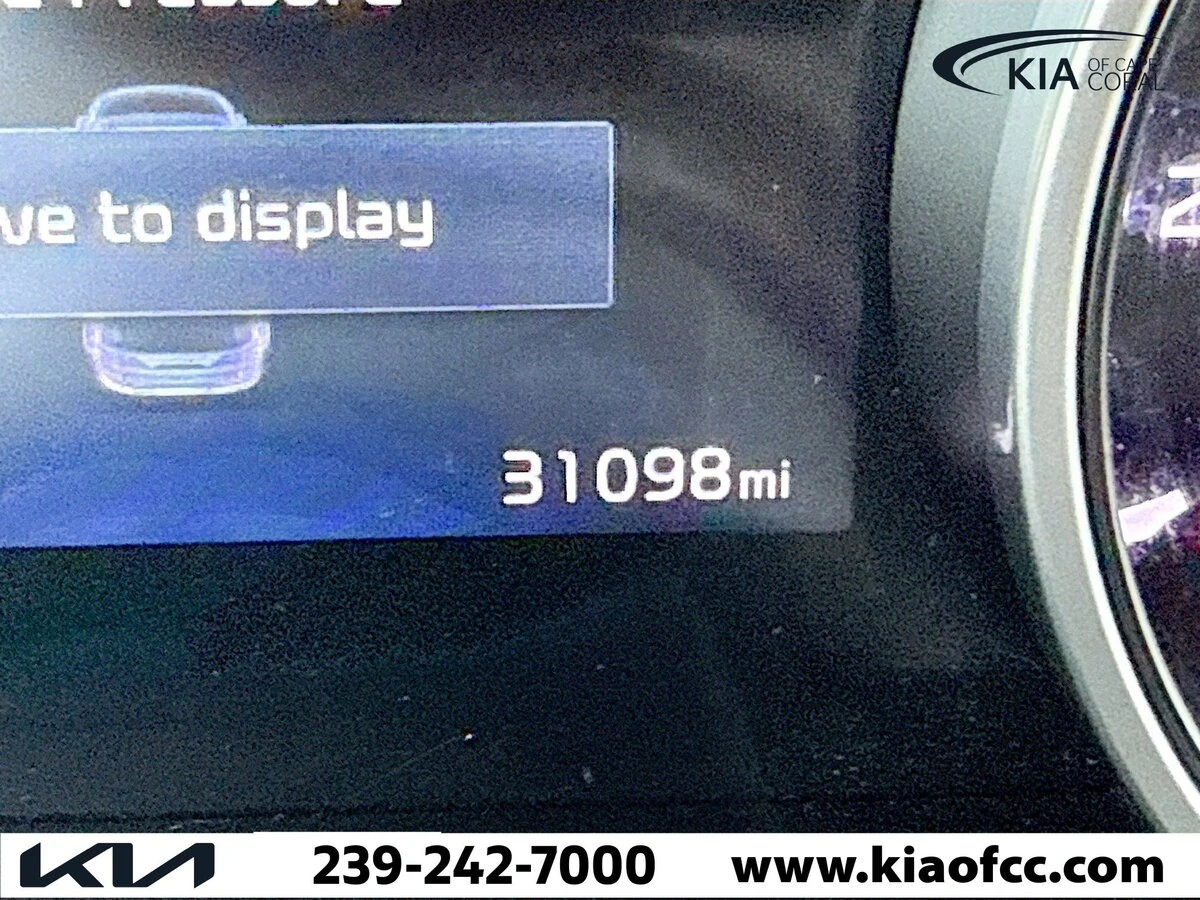 KIA OF CAPE CORAL
ve to display
31098mi
KIA
239-242-7000
www.kiaofcc.com